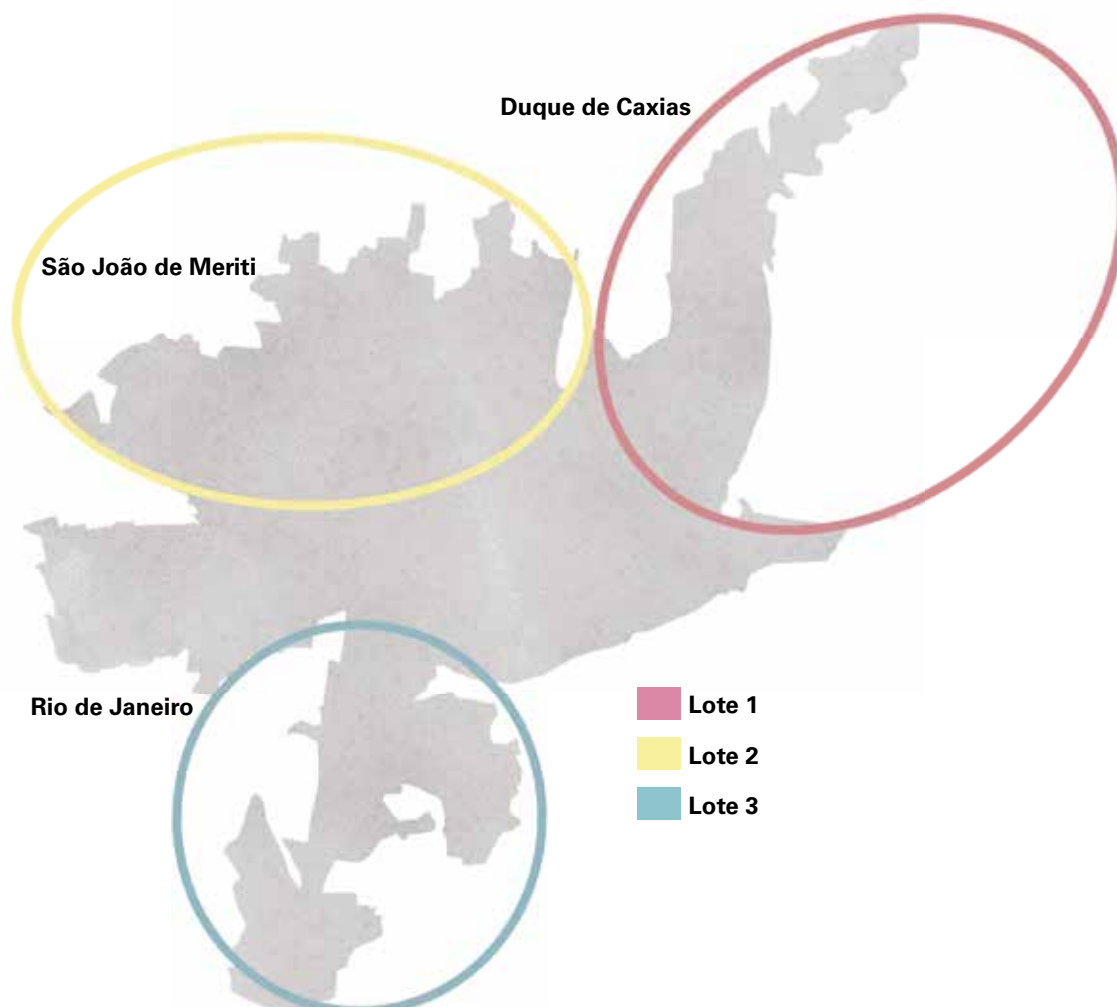 Duque de Caxias
São João de Meriti
Rio de Janeiro
Lote 1
Lote 2
Lote 3